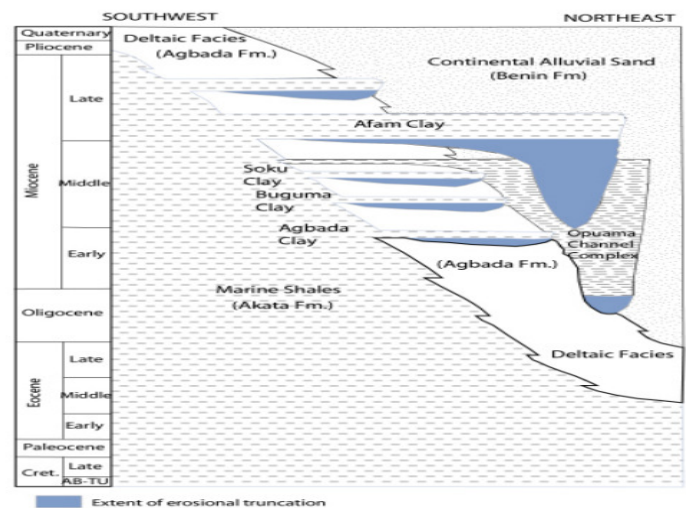 SOUTHWEST
NORTHEAST
Quaternary
Pliocene
Miocene
Late
Middle
Early
Oligocene
Eocene
Late
Middle
Early
Paleocene
Cret.
Late
AB-TU
Deltaic Facies
(Agbada Fm.)
Continental Alluvial Sand
(Benin Fm)
Afam Clay
Soku
Clay
Buguma
Clay
Agbada
Clay
Opuama
Channel
Complex
(Agbada Fm.)
Marine Shales
(Akata Fm.)
Deltaic Facies
Extent of erosional truncation